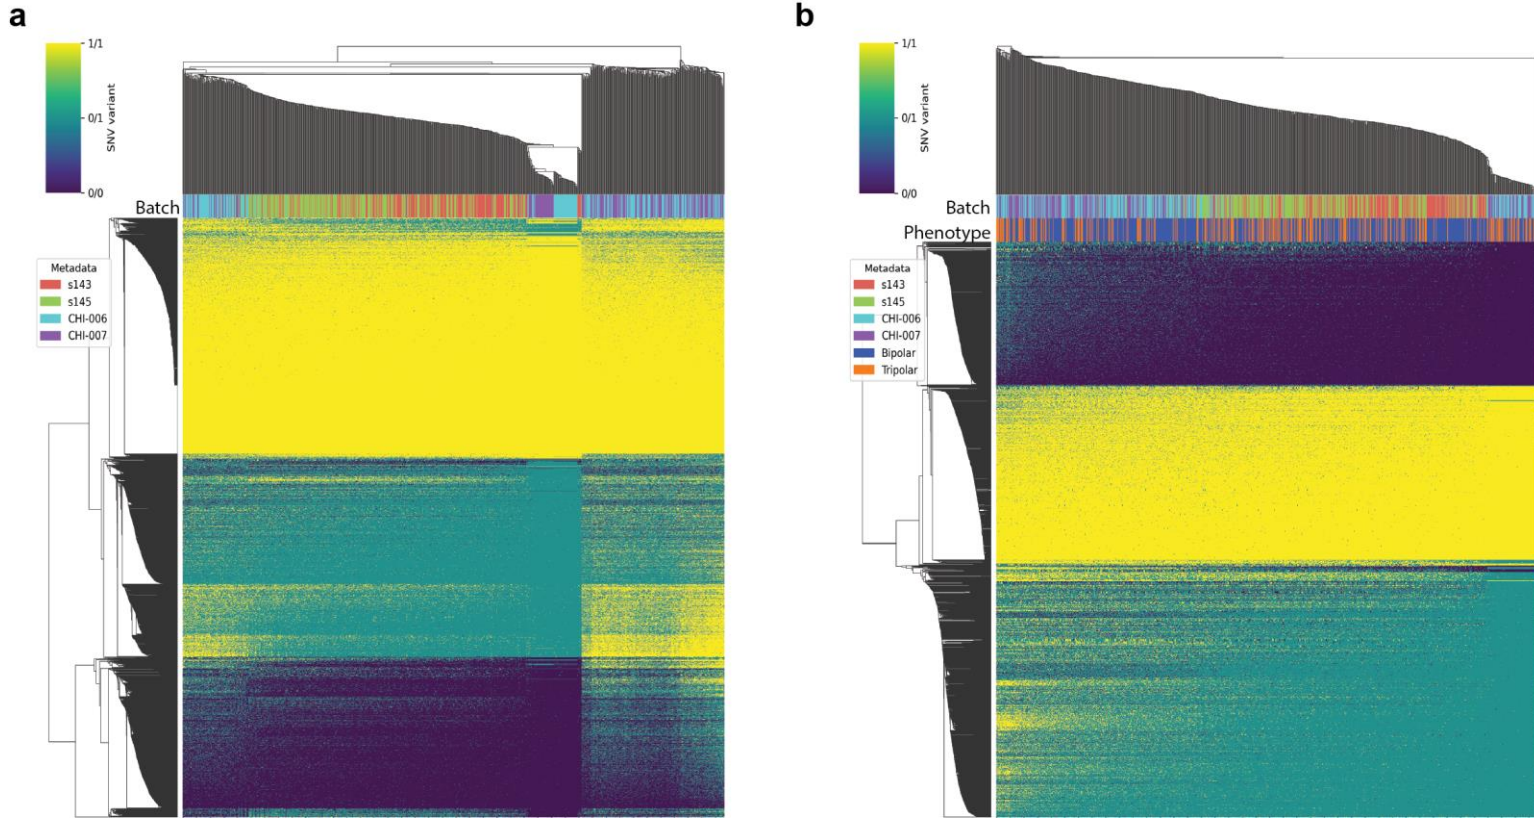 a
1/1
0/1
0/0
SNV variant
Batch
Metadata
s143
s145
CHI-006
CHI-007
b
1/1
0/1
0/0
SNV variant
Batch
Phenotype
Metadata
s143
s145
CHI-006
CHI-007
Bipolar
Tripolar